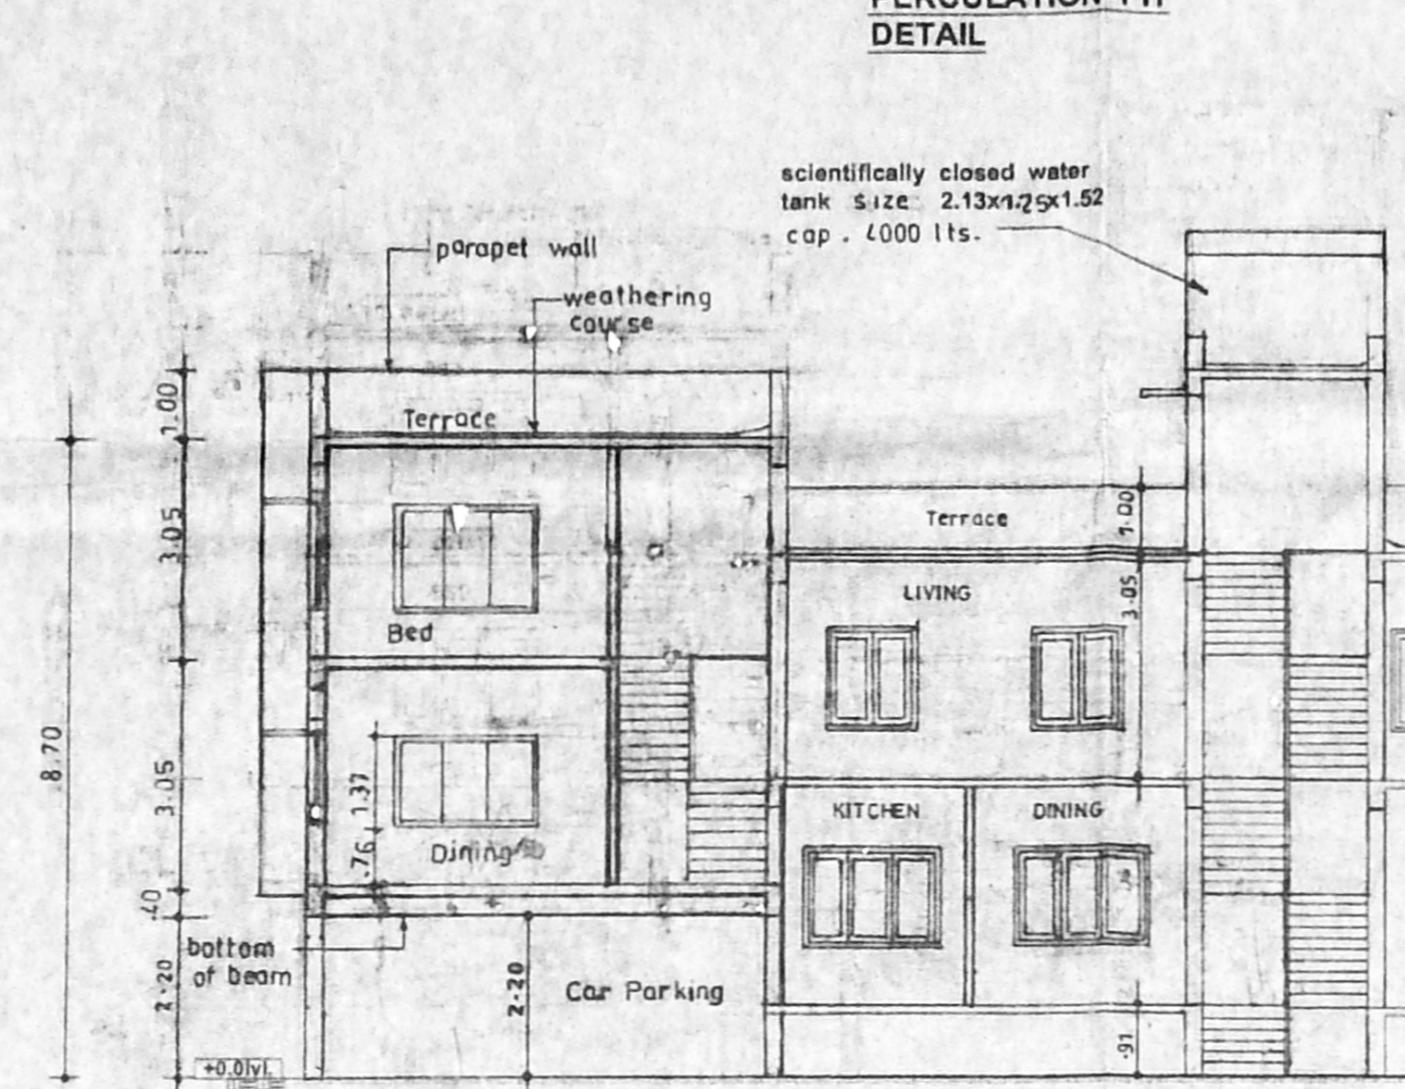 DETAIL
scientifically closed water
tank size 2.13x1.25x1.52
cap. 4000 lts.
parapet wall
weathering
course
1.00
Terrace
3.05
Bed
8.70
3.05
1.37
.76
Dining
.40
bottom
of beam
2.20
2.20
Car Parking
+0.0lvl.
Terrace
1.00
LIVING
3.05
KITCHEN
DINING
.91